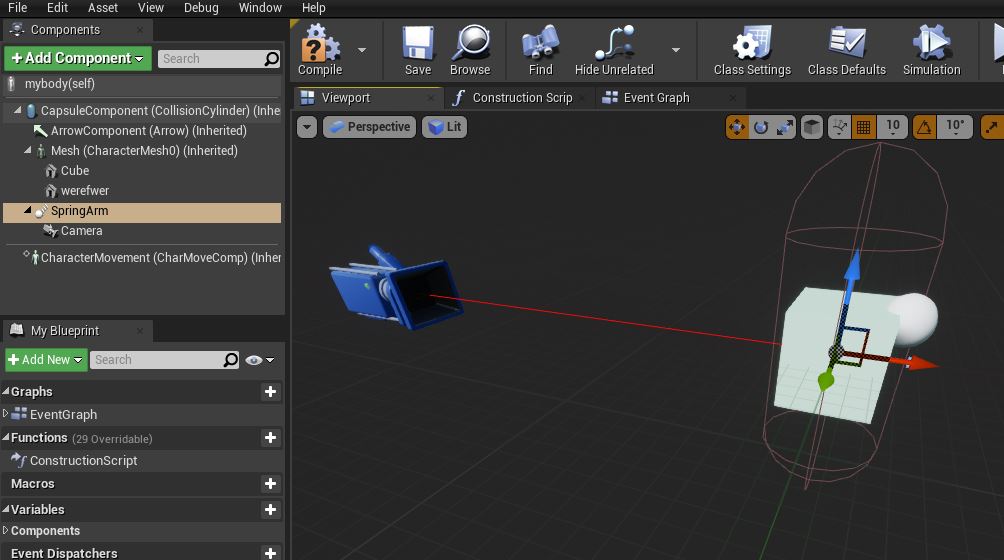 File Edit Asset View Debug Window Help
Components
+Add Component Search
mybody(self)
CapsuleComponent (CollisionCylinder) (Inhe
ArrowComponent (Arrow) (Inherited)
Mesh (CharacterMesh0) (Inherited)
Cube
werefwer
SpringArm
Camera
CharacterMovement (CharMoveComp) (Inher
My Blueprint
+Add New Search
Graphs
EventGraph
Functions (29 Overridable)
ConstructionScript
Macros
Variables
Components
Event Dispatchers
Compile Save Browse Find Hide Unrelated Class Settings Class Defaults Simulation
Viewport Construction Scrip Event Graph
Perspective Lit 10 10°